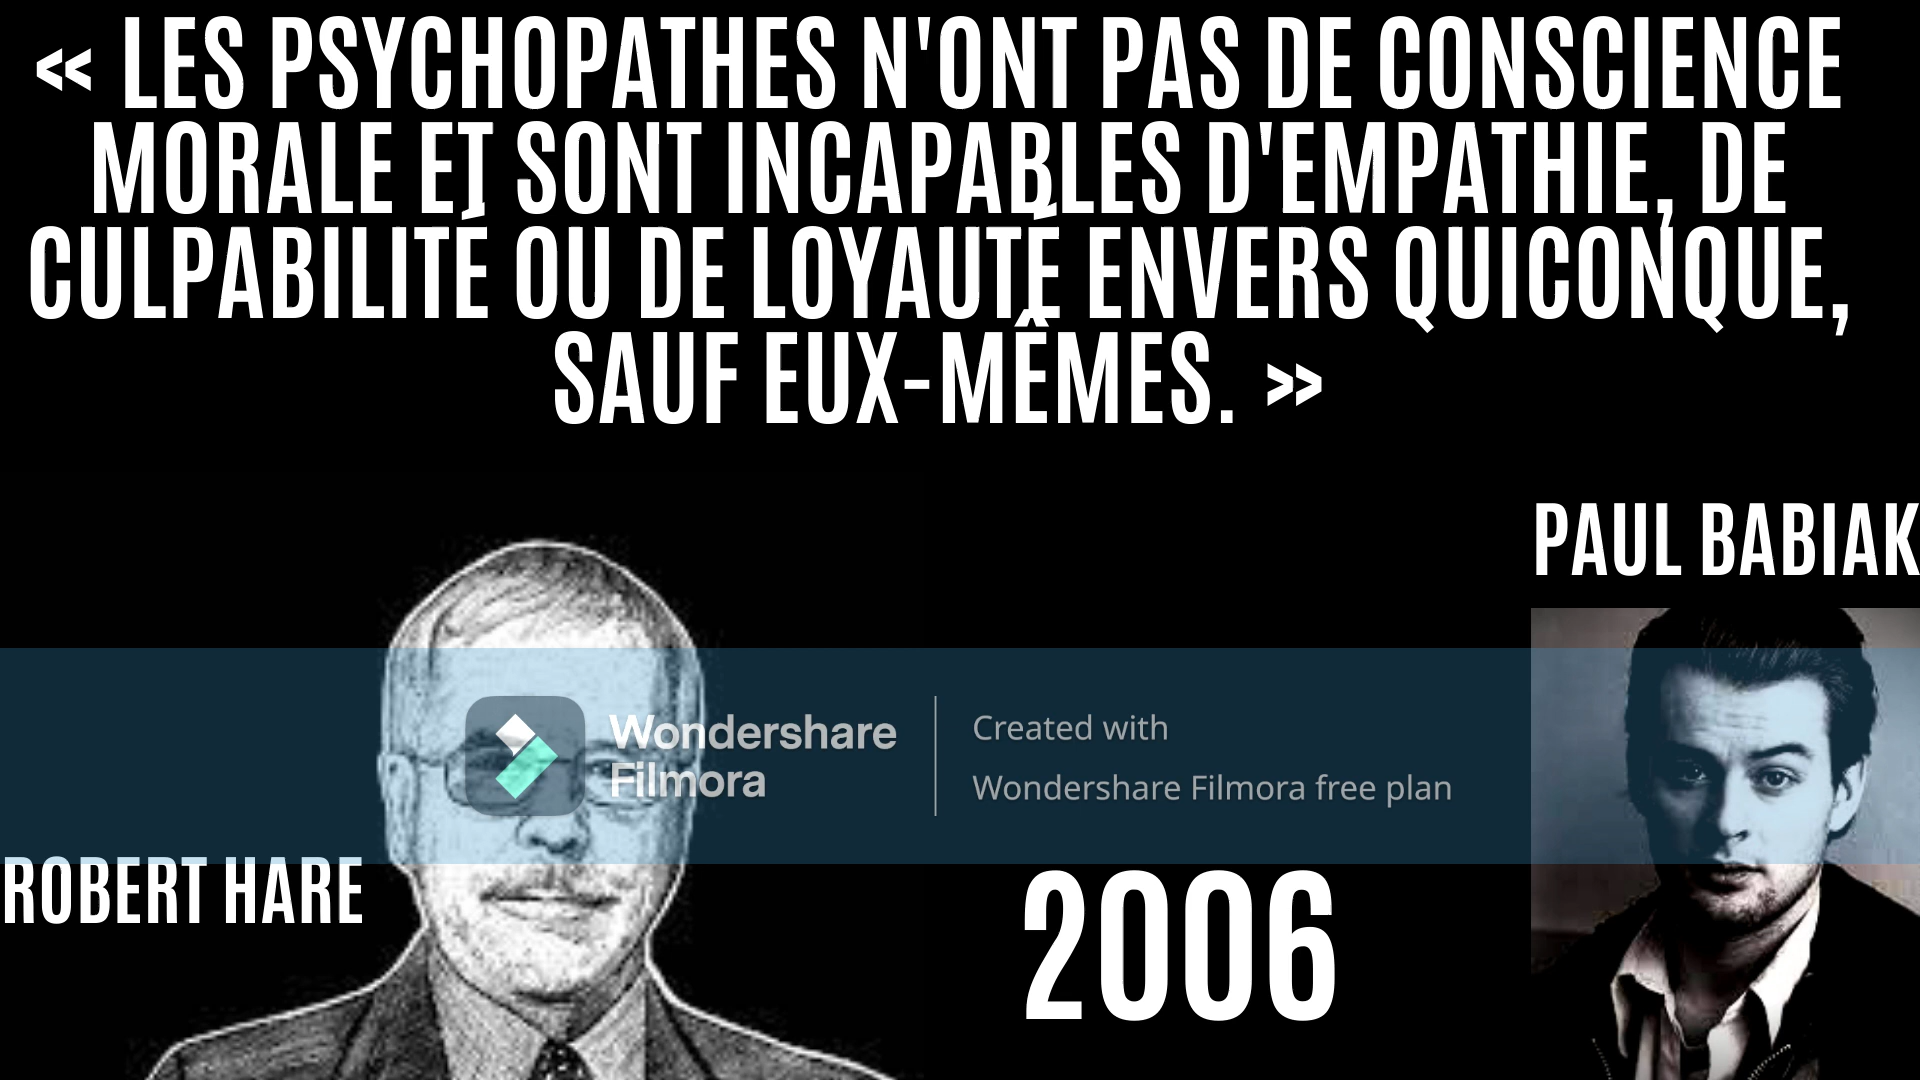 « LES PSYCHOPATHES N'ONT PAS DE CONSCIENCE
MORALE ET SONT INCAPABLES D'EMPATHIE, DE
CULPABILITÉ OU DE LOYAUTÉ ENVERS QUICONQUE,
SAUF EUX-MÊMES. »
PAUL BABIAK
Wondershare
Filmora
Created with
Wondershare Filmora free plan
ROBERT HARE
2006